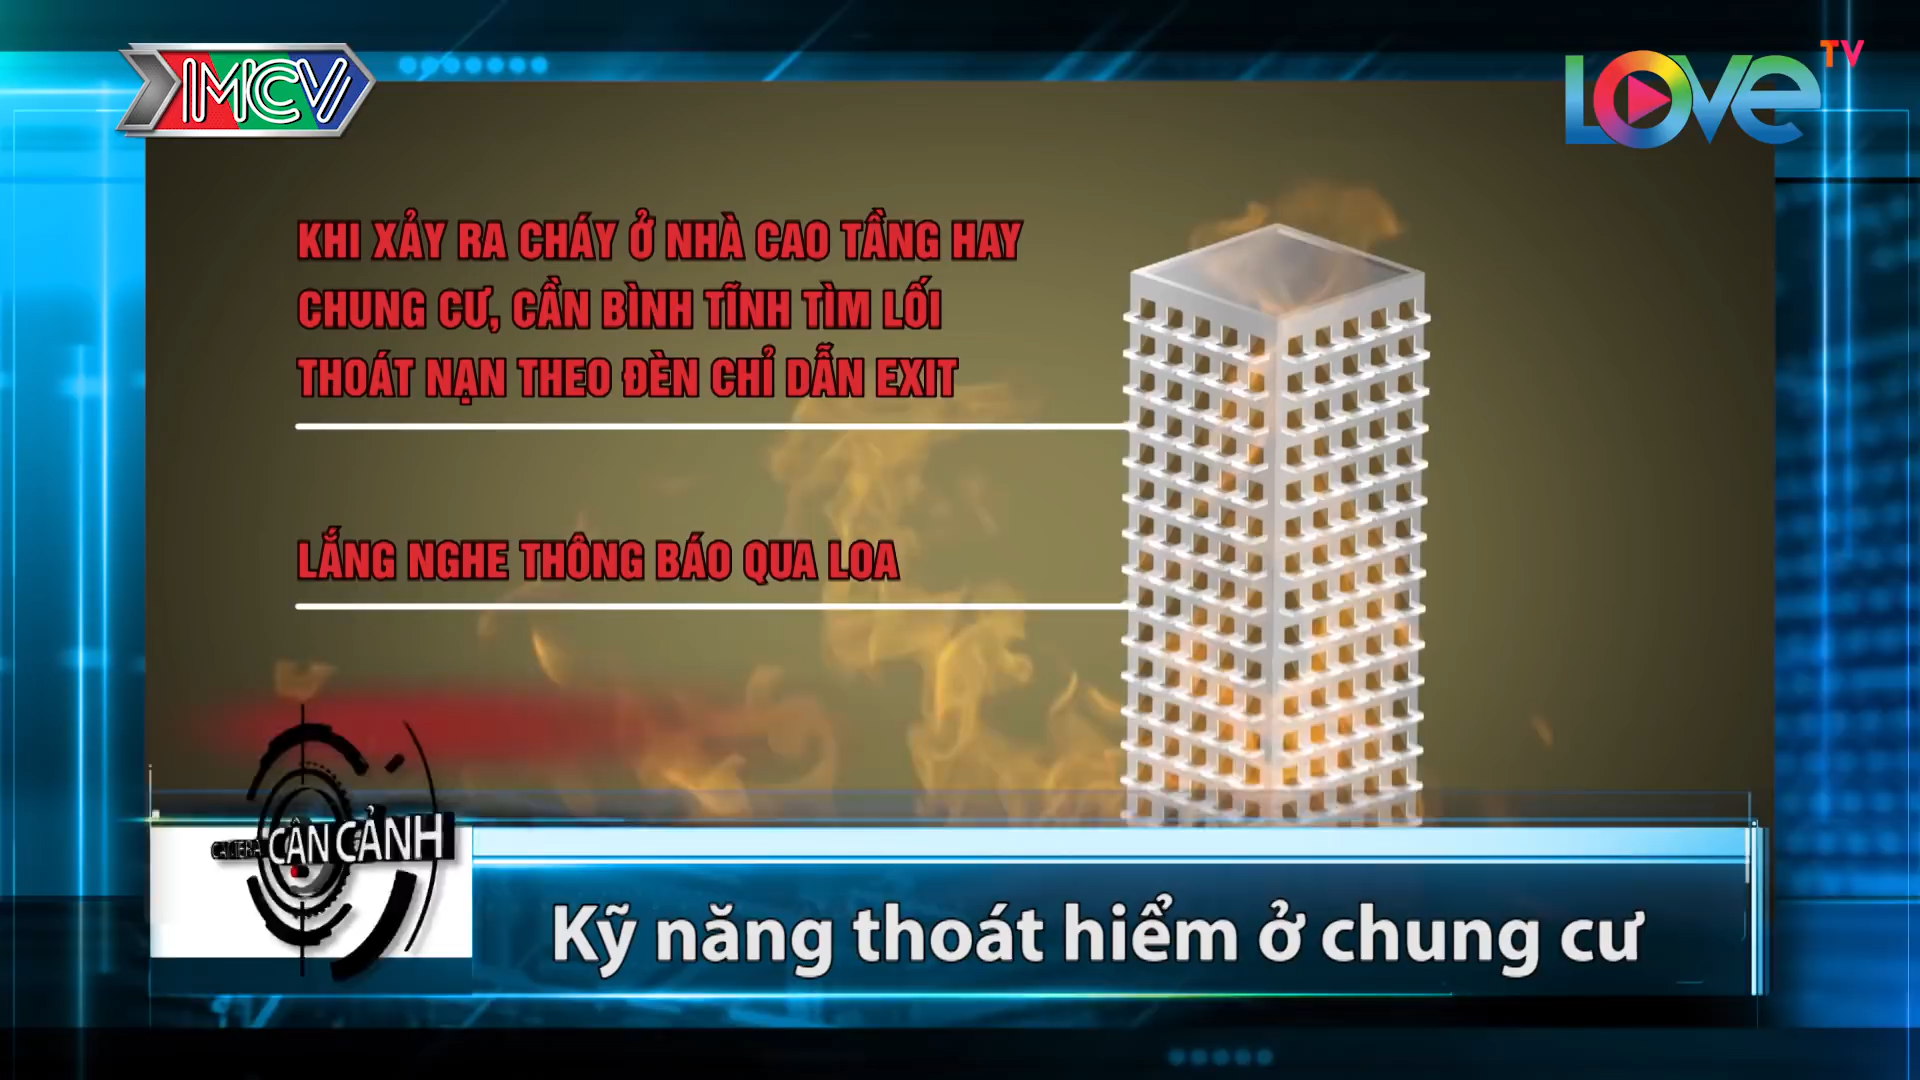 MCV
LOVE TV
KHI XẢY RA CHÁY Ở NHÀ CAO TẦNG HAY
CHUNG CƯ, CẦN BÌNH TĨNH TÌM LỐI
THOÁT NẠN THEO ĐÈN CHỈ DẪN EXIT
LẮNG NGHE THÔNG BÁO QUA LOA
CẬN CẢNH
Kỹ năng thoát hiểm ở chung cư